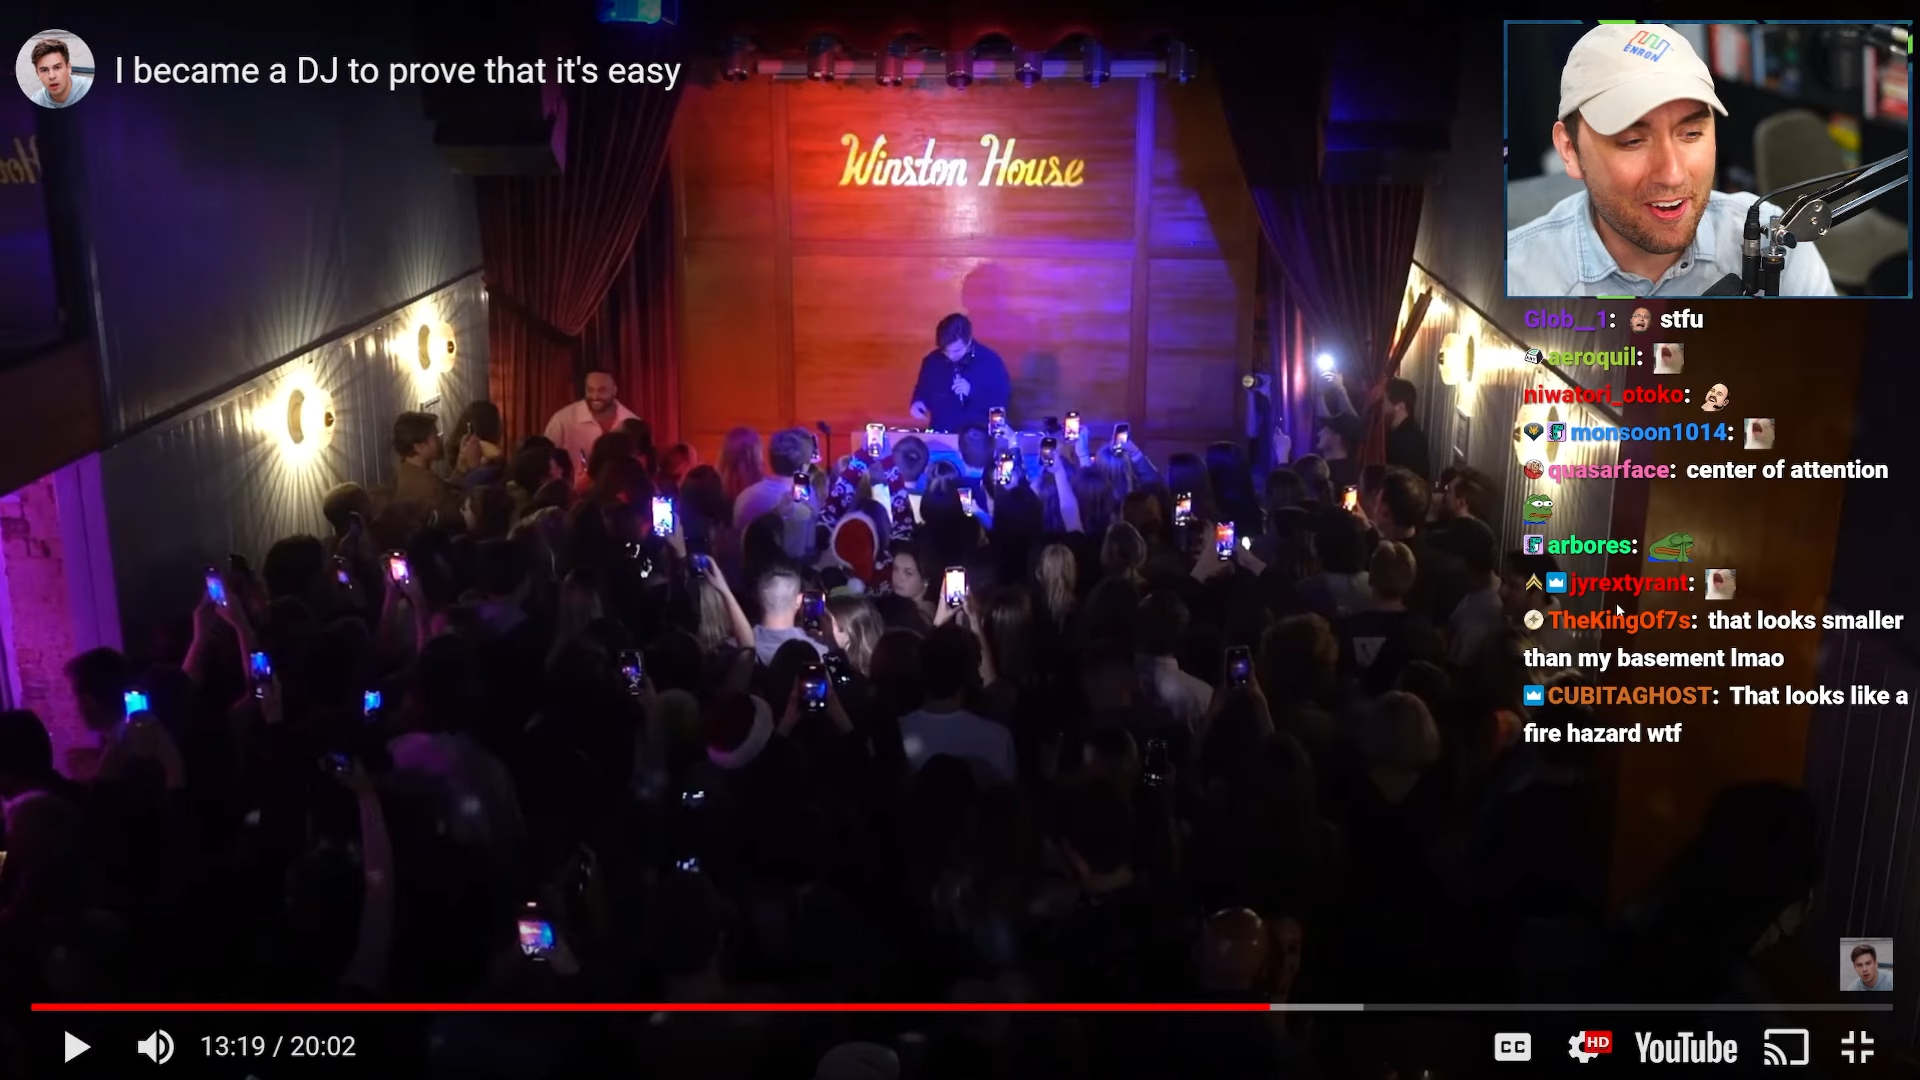 I became a DJ to prove that it's easy
Winston House
ENRON
Glob__1: stfu
aeroquil:
niwatori_otoko:
monsoon1014:
quasarface: center of attention
arbores:
jyrextyrant:
TheKingOf7s: that looks smaller
than my basement lmao
CUBITAGHOST: That looks like a
fire hazard wtf
13:19 / 20:02
CC
HD
YouTube